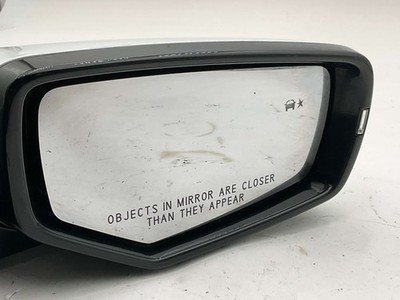 OBJECTS IN MIRROR ARE CLOSER
THAN THEY APPEAR